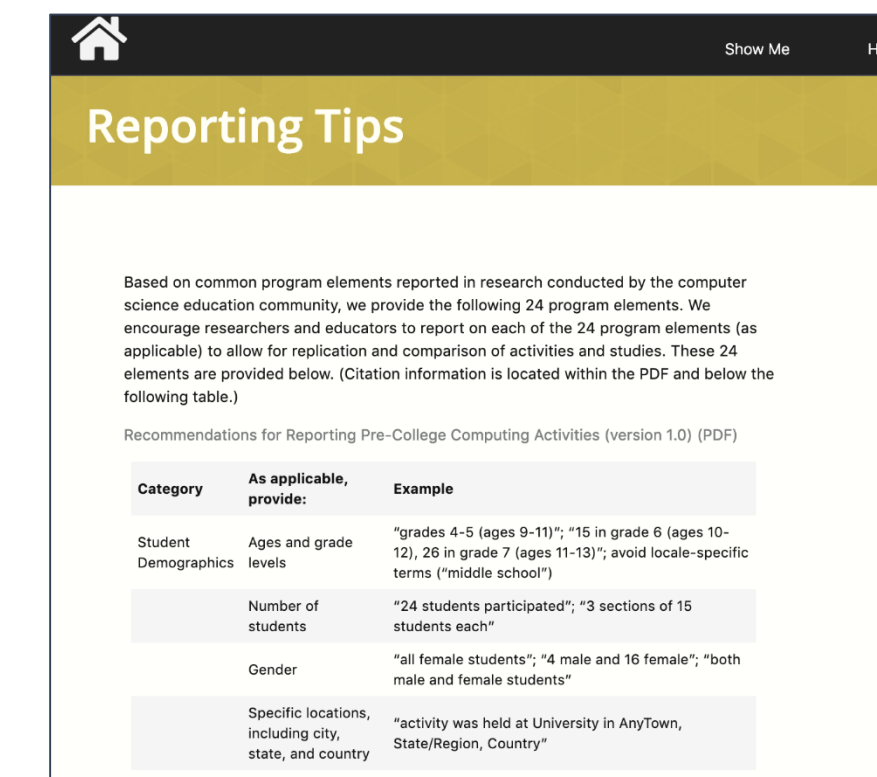 Show Me
Reporting Tips
Based on common program elements reported in research conducted by the computer
science education community, we provide the following 24 program elements. We
encourage researchers and educators to report on each of the 24 program elements (as
applicable) to allow for replication and comparison of activities and studies. These 24
elements are provided below. (Citation information is located within the PDF and below the
following table.)
Recommendations for Reporting Pre-College Computing Activities (version 1.0) (PDF)
Category
As applicable,
provide:
Example
Student
Demographics
Ages and grade
levels
“grades 4-5 (ages 9-11)”; “15 in grade 6 (ages 10-
12), 26 in grade 7 (ages 11-13)”; avoid locale-specific
terms (“middle school”)
Number of
students
“24 students participated”; “3 sections of 15
students each”
Gender
“all female students”; “4 male and 16 female”; “both
male and female students”
Specific locations,
including city,
state, and country
“activity was held at University in AnyTown,
State/Region, Country”